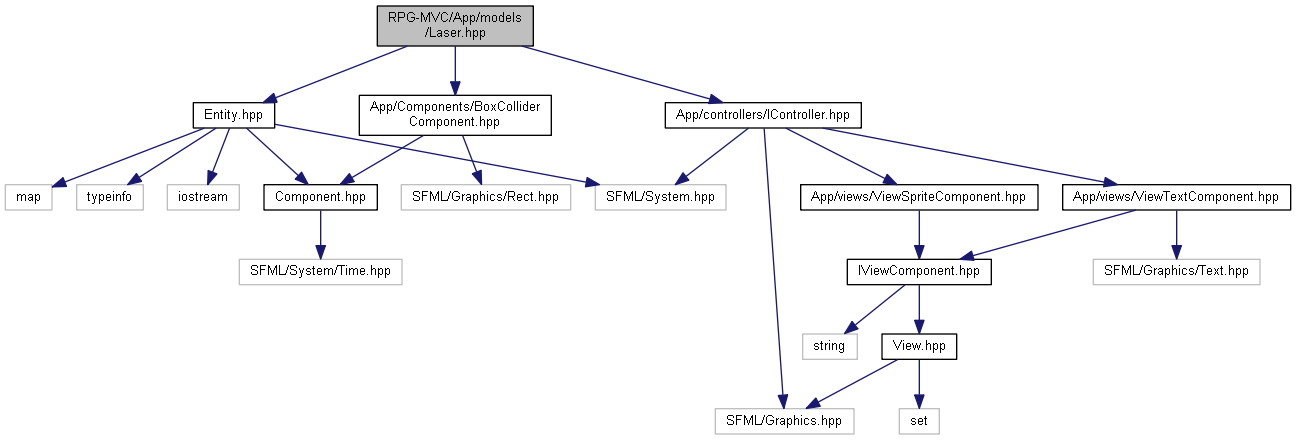 RPG-MVC/App/models
/Laser.hpp
Entity.hpp
App/Components/BoxCollider
Component.hpp
App/controllers/IController.hpp
map
typeinfo
iostream
Component.hpp
SFML/Graphics/Rect.hpp
SFML/System.hpp
App/views/ViewSpriteComponent.hpp
App/views/ViewTextComponent.hpp
SFML/System/Time.hpp
IViewComponent.hpp
SFML/Graphics/Text.hpp
string
View.hpp
SFML/Graphics.hpp
set